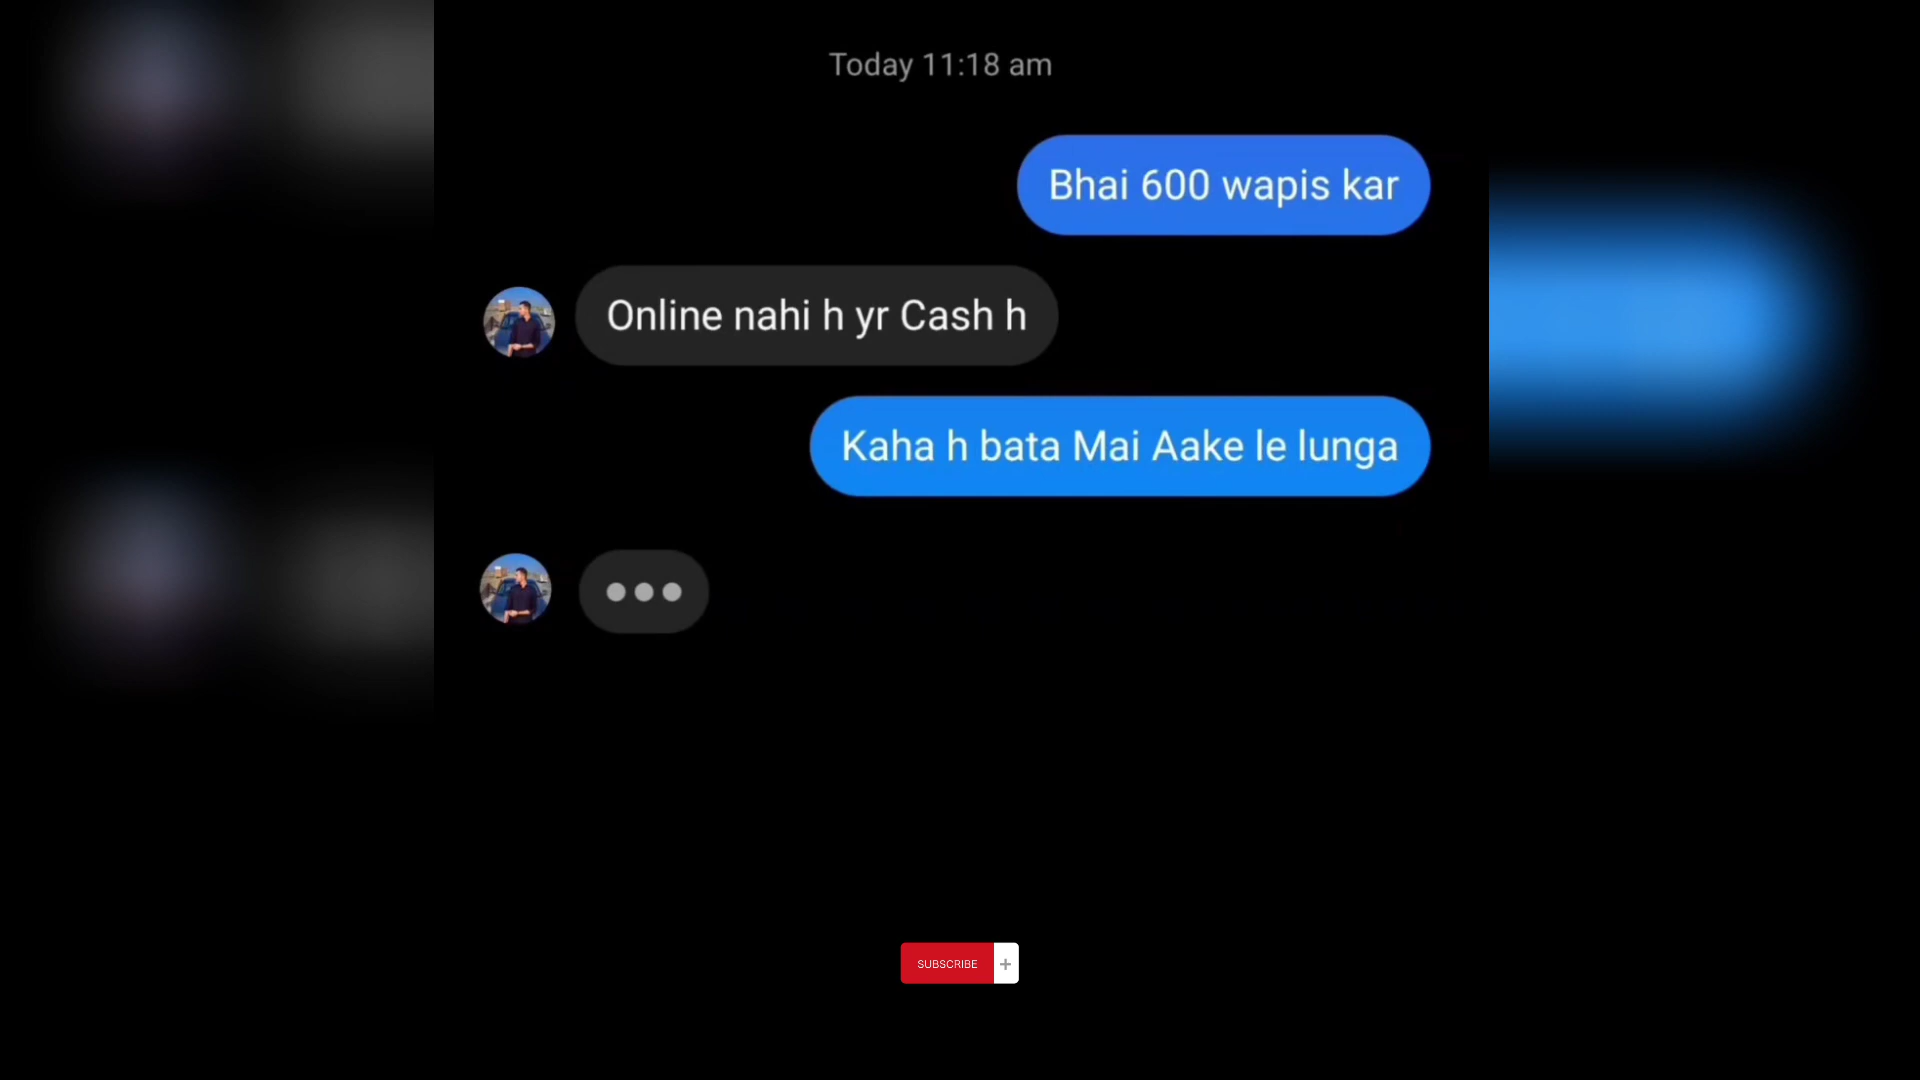 Today 11:18 am
Bhai 600 wapis kar
Online nahi h yr Cash h
Kaha h bata Mai Aake le lunga
SUBSCRIBE +